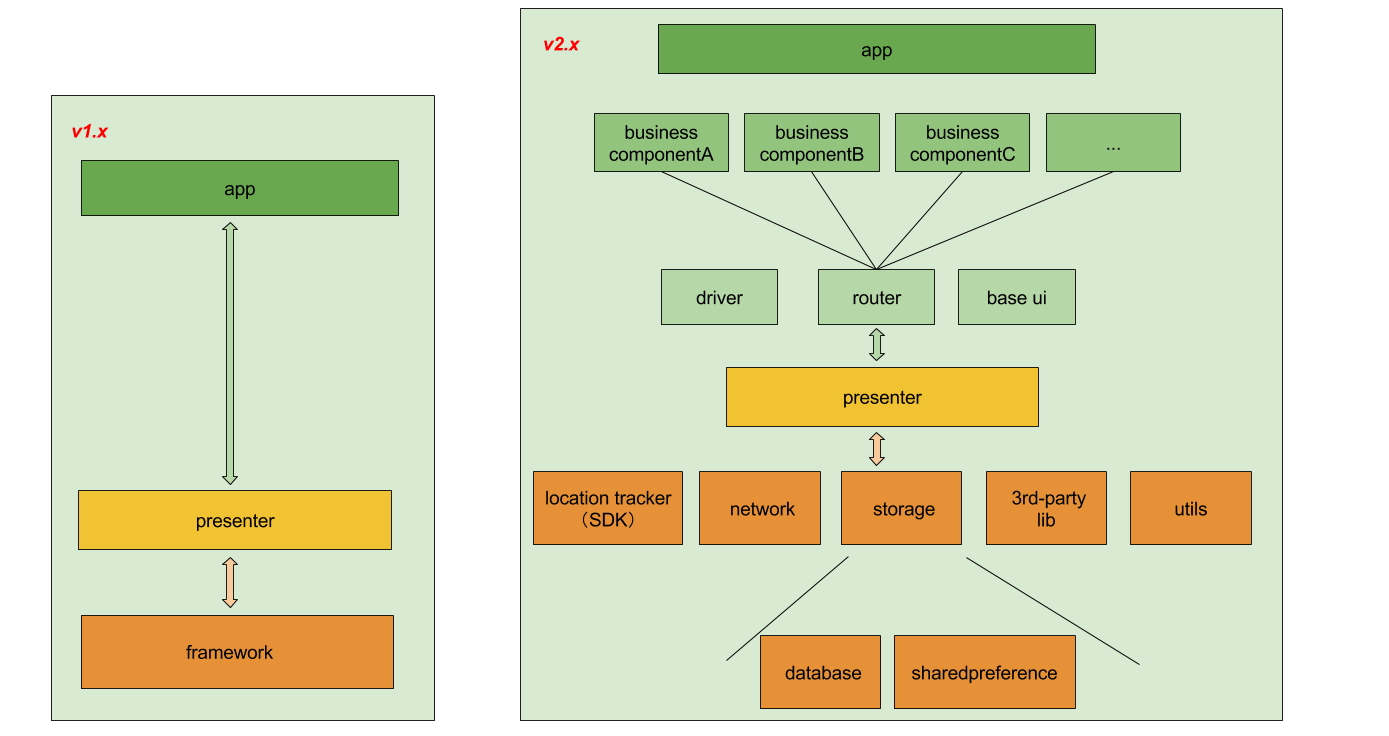 v1.x
app
presenter
framework
v2.x
app
business
componentA
business
componentB
business
componentC
...
driver
router
base ui
presenter
location tracker
（SDK）
network
storage
3rd-party
lib
utils
database
sharedpreference